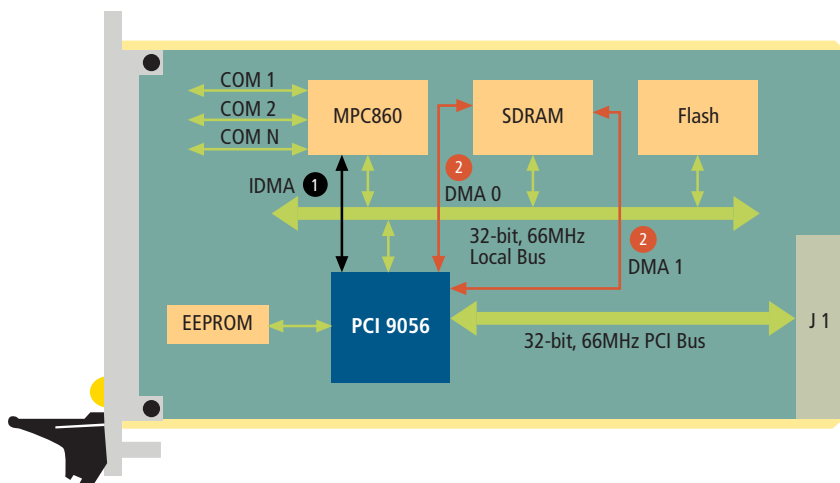 COM 1
COM 2
COM N
MPC860
SDRAM
Flash
IDMA 1
2
DMA 0
32-bit, 66MHz
Local Bus
2
DMA 1
EEPROM
PCI 9056
32-bit, 66MHz PCI Bus
J 1